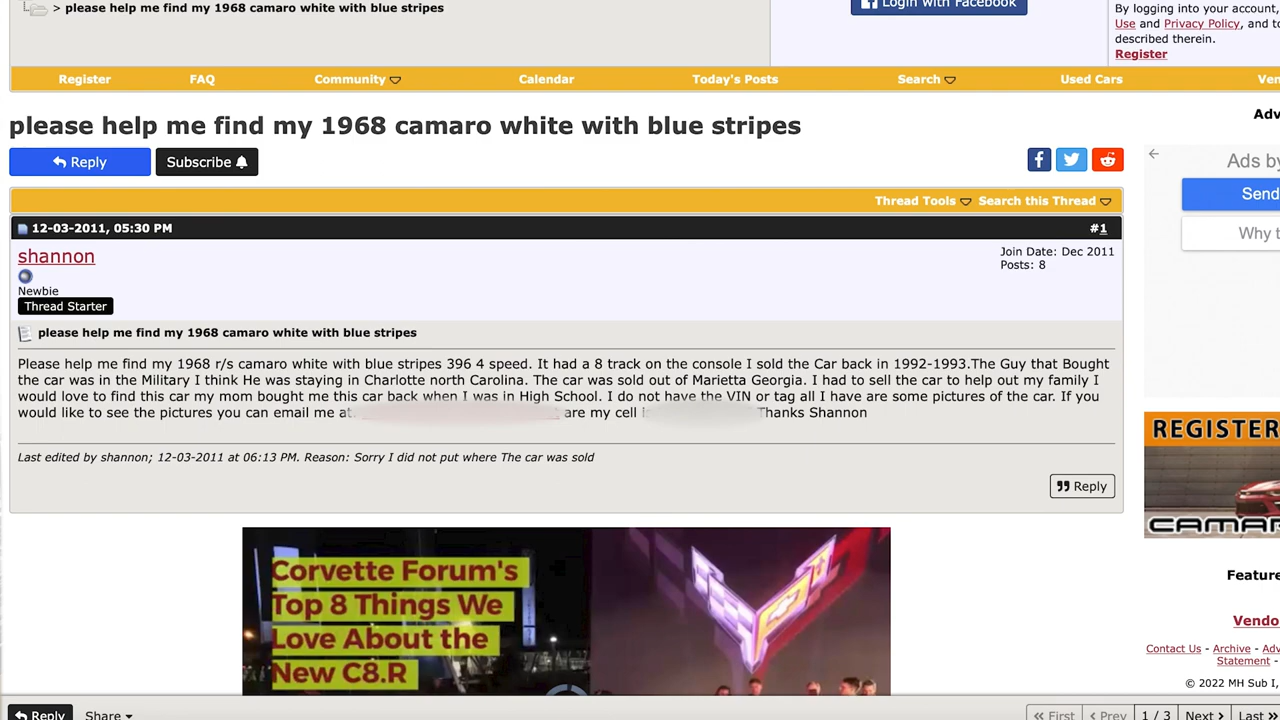 > please help me find my 1968 camaro white with blue stripes
Login with Facebook
By logging into your account,
Use and Privacy Policy, and to
described therein.
Register
Register FAQ Community Calendar Today's Posts Search Used Cars Ven
please help me find my 1968 camaro white with blue stripes
Adv
Reply Subscribe
Ads by
Send
Why t
Thread Tools Search this Thread
12-03-2011, 05:30 PM #1
shannon
Join Date: Dec 2011
Posts: 8
Newbie
Thread Starter
please help me find my 1968 camaro white with blue stripes
Please help me find my 1968 r/s camaro white with blue stripes 396 4 speed. It had a 8 track on the console I sold the Car back in 1992-1993.The Guy that Bought
the car was in the Military I think He was staying in Charlotte north Carolina. The car was sold out of Marietta Georgia. I had to sell the car to help out my family I
would love to find this car my mom bought me this car back when I was in High School. I do not have the VIN or tag all I have are some pictures of the car. If you
would like to see the pictures you can email me at are my cell Thanks Shannon
Last edited by shannon; 12-03-2011 at 06:13 PM. Reason: Sorry I did not put where The car was sold
Reply
REGISTER
CAMAR
Corvette Forum's
Top 8 Things We
Love About the
New C8.R
Feature
Vendo
Contact Us - Archive - Adv
Statement -
© 2022 MH Sub I,
Reply Share
« First ‹ Prev 1 / 3 Next › Last »